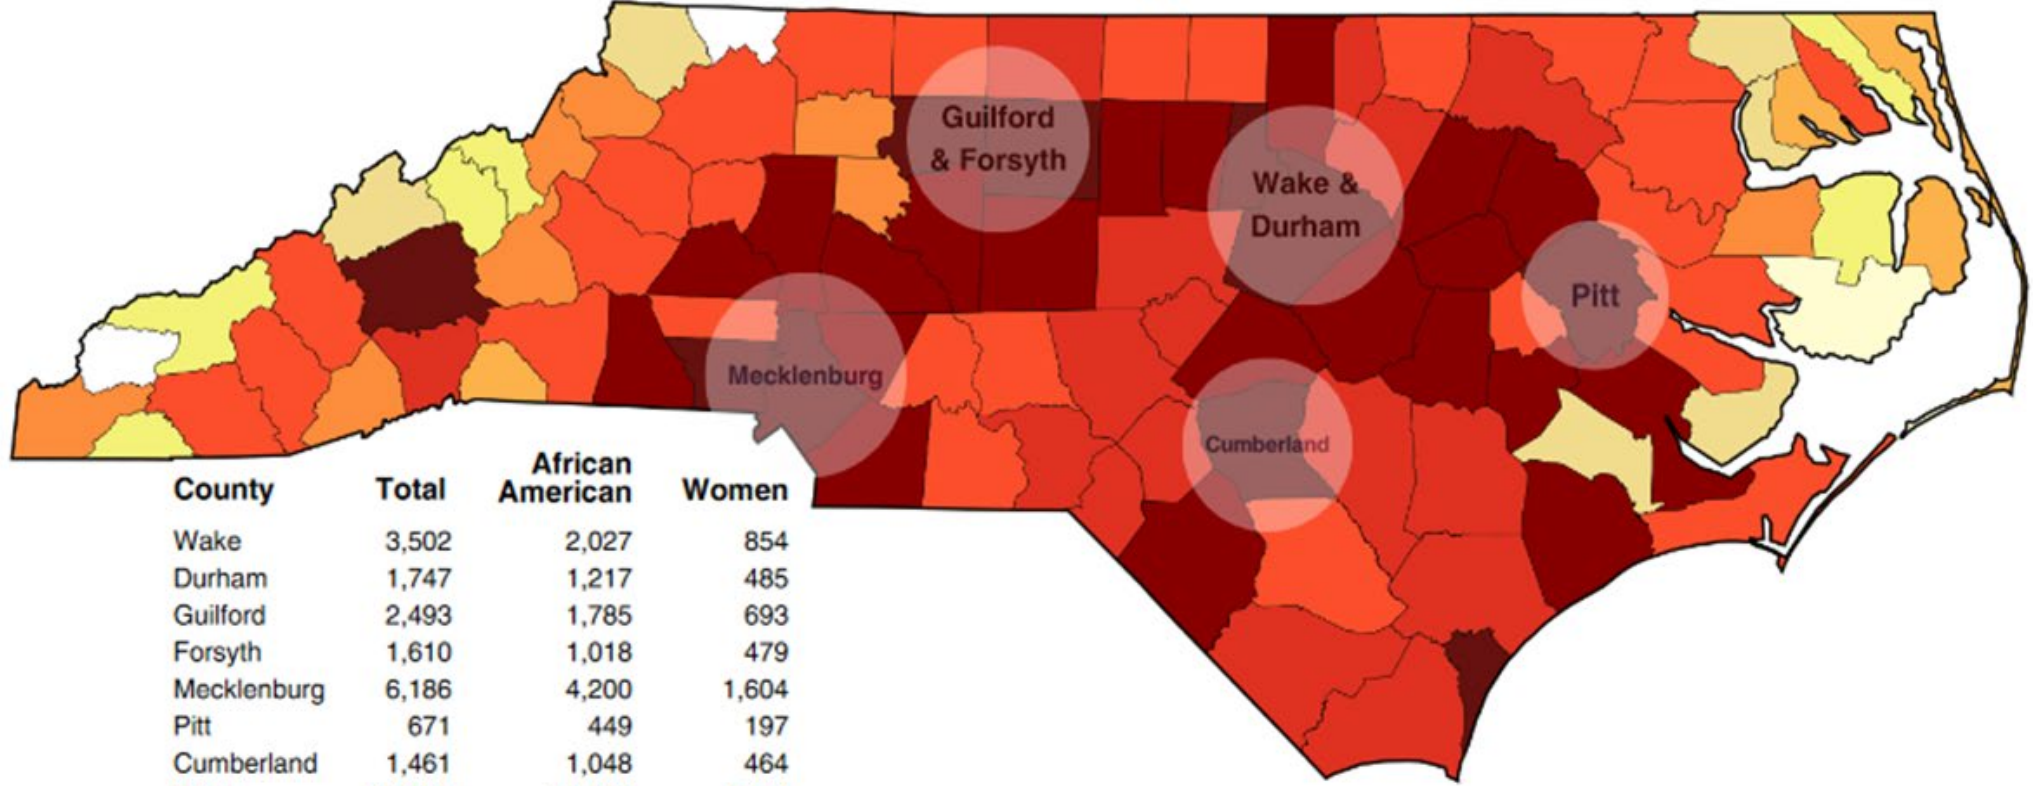 Guilford
& Forsyth
Wake &
Durham
Pitt
Mecklenburg
Cumberland
County Total African American Women
Wake 3,502 2,027 854
Durham 1,747 1,217 485
Guilford 2,493 1,785 693
Forsyth 1,610 1,018 479
Mecklenburg 6,186 4,200 1,604
Pitt 671 449 197
Cumberland 1,461 1,048 464